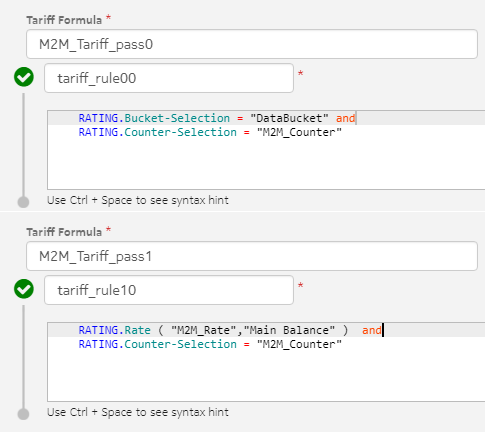 Tariff Formula *
M2M_Tariff_pass0
tariff_rule00 *
RATING.Bucket-Selection = "DataBucket" and
RATING.Counter-Selection = "M2M_Counter"
Use Ctrl + Space to see syntax hint
Tariff Formula *
M2M_Tariff_pass1
tariff_rule10 *
RATING.Rate ( "M2M_Rate","Main Balance" )  and
RATING.Counter-Selection = "M2M_Counter"
Use Ctrl + Space to see syntax hint